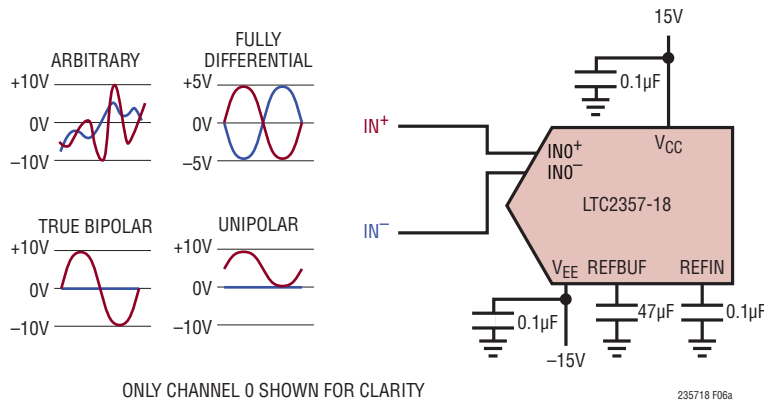 ARBITRARY
+10V
0V
–10V
FULLY
DIFFERENTIAL
+5V
0V
–5V
TRUE BIPOLAR
+10V
0V
–10V
UNIPOLAR
+10V
0V
–10V
IN+
IN–
15V
0.1µF
VCC
IN0+
IN0–
LTC2357-18
VEE
REFBUF
REFIN
0.1µF
47µF
0.1µF
–15V
ONLY CHANNEL 0 SHOWN FOR CLARITY
235718 F06a